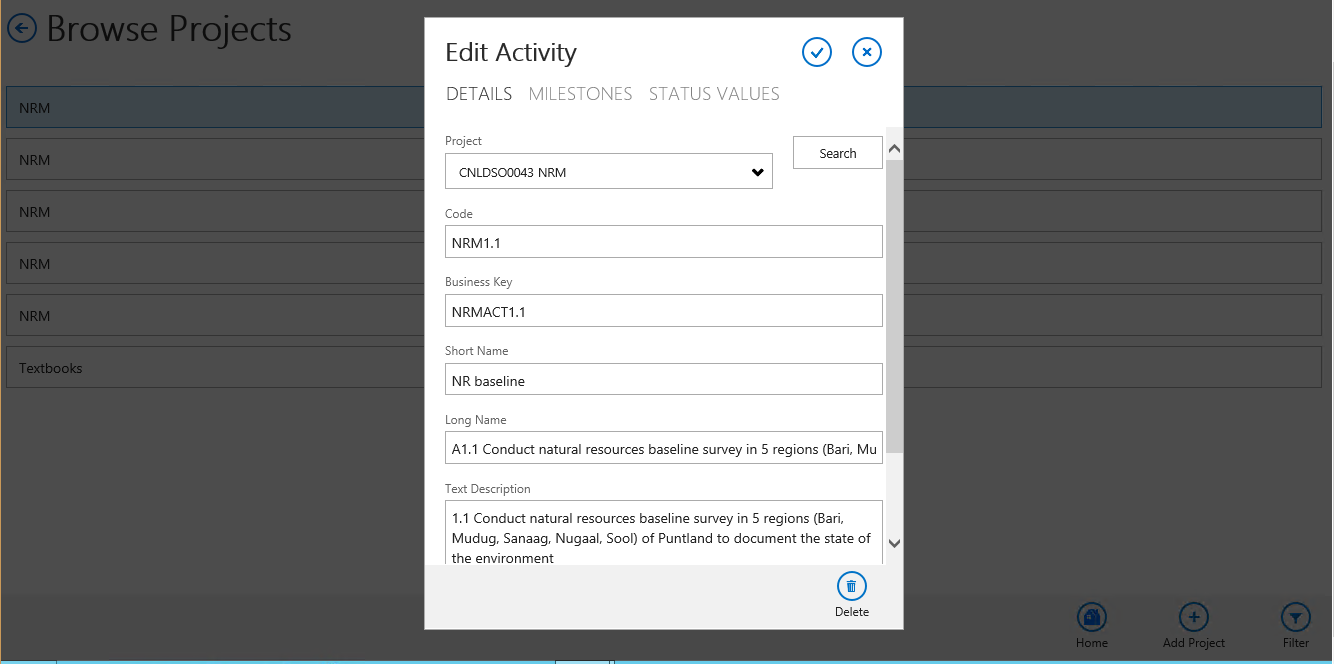 Browse Projects
NRM
NRM
NRM
NRM
NRM
Textbooks
Edit Activity
DETAILS MILESTONES STATUS VALUES
Project
CNLDSO0043 NRM
Search
Code
NRM1.1
Business Key
NRMACT1.1
Short Name
NR baseline
Long Name
A1.1 Conduct natural resources baseline survey in 5 regions (Bari, Mu
Text Description
1.1 Conduct natural resources baseline survey in 5 regions (Bari,
Mudug, Sanaag, Nugaal, Sool) of Puntland to document the state of
the environment
Delete
Home Add Project Filter